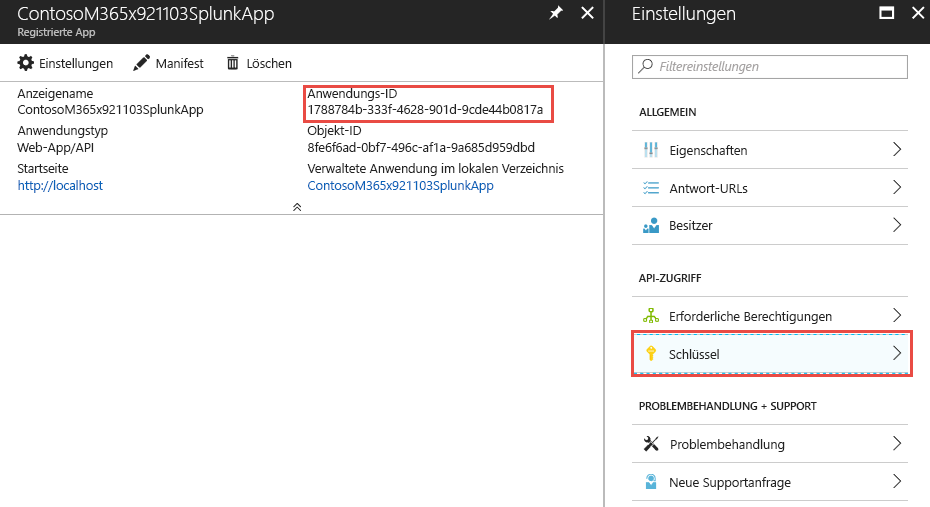 ContosoM365x921103SplunkApp
Registrierte App
Einstellungen
Manifest
Löschen
Anzeigename
ContosoM365x921103SplunkApp
Anwendungs-ID
1788784b-333f-4628-901d-9cde44b0817a
Anwendungstyp
Web-App/API
Objekt-ID
8fe6f6ad-0bf7-496c-af1a-9a685d959dbd
Startseite
http://localhost
Verwaltete Anwendung im lokalen Verzeichnis
ContosoM365x921103SplunkApp
Einstellungen
Filtereinstellungen
ALLGEMEIN
Eigenschaften
Antwort-URLs
Besitzer
API-ZUGRIFF
Erforderliche Berechtigungen
Schlüssel
PROBLEMBEHANDLUNG + SUPPORT
Problembehandlung
Neue Supportanfrage